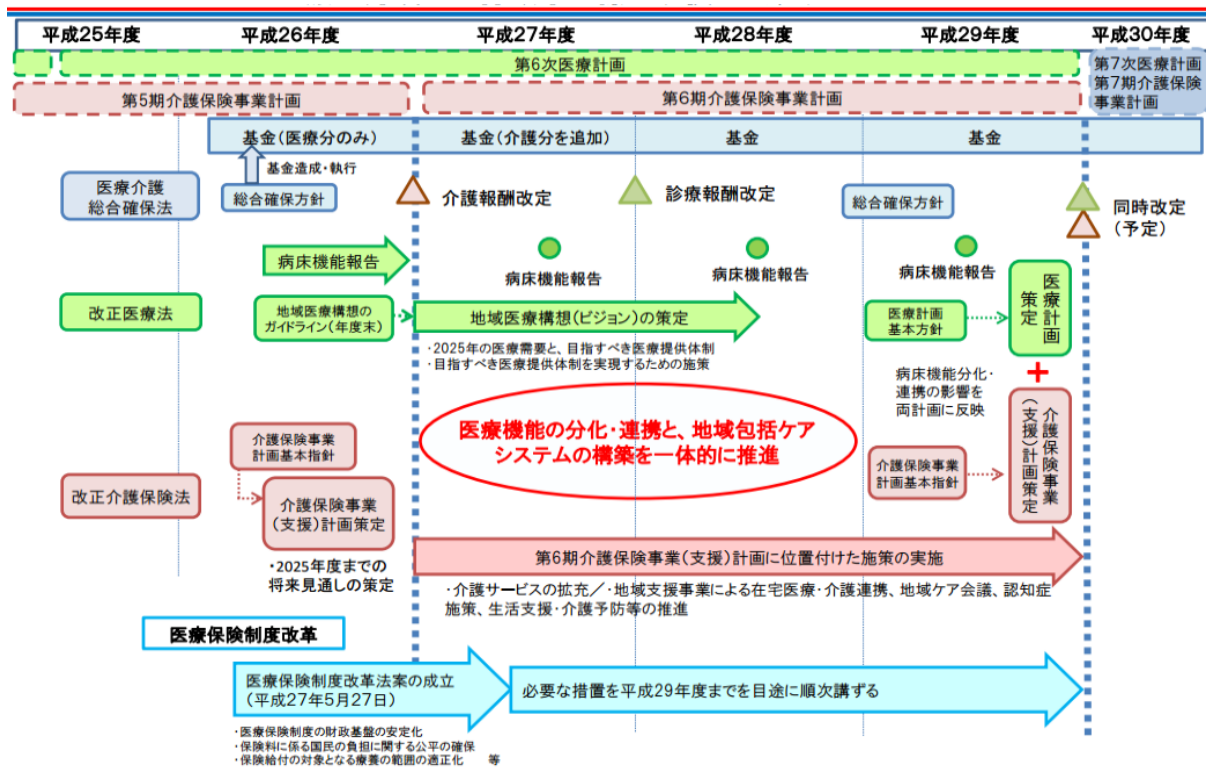 平成25年度
平成26年度
平成27年度
平成28年度
平成29年度
平成30年度
第6次医療計画
第7次医療計画
第7期介護保険
事業計画
第5期介護保険事業計画
第6期介護保険事業計画
基金(医療分のみ)
基金(介護分を追加)
基金
基金
基金造成・執行
医療介護
総合確保法
総合確保方針
介護報酬改定
診療報酬改定
総合確保方針
同時改定
(予定)
病床機能報告
病床機能報告
病床機能報告
病床機能報告
改正医療法
地域医療構想の
ガイドライン(年度末)
地域医療構想(ビジョン)の策定
医療計画
基本方針
医療計画
策定
・2025年の医療需要と、目指すべき医療提供体制
・目指すべき医療提供体制を実現するための施策
病床機能分化・
連携の影響を
両計画に反映
+
医療機能の分化・連携と、地域包括ケア
システムの構築を一体的に推進
改正介護保険法
介護保険事業
計画基本指針
介護保険事業
(支援)計画策定
・2025年度までの
将来見通しの策定
介護保険事業
計画基本指針
介護保険事業
(支援)計画策定
第6期介護保険事業(支援)計画に位置付けた施策の実施
・介護サービスの拡充/・地域支援事業による在宅医療・介護連携、地域ケア会議、認知症
施策、生活支援・介護予防等の推進
医療保険制度改革
医療保険制度改革法案の成立
(平成27年5月27日)
必要な措置を平成29年度までを目途に順次講ずる
・医療保険制度の財政基盤の安定化
・保険料に係る国民の負担に関する公平の確保
・保険給付の対象となる療養の範囲の適正化 等